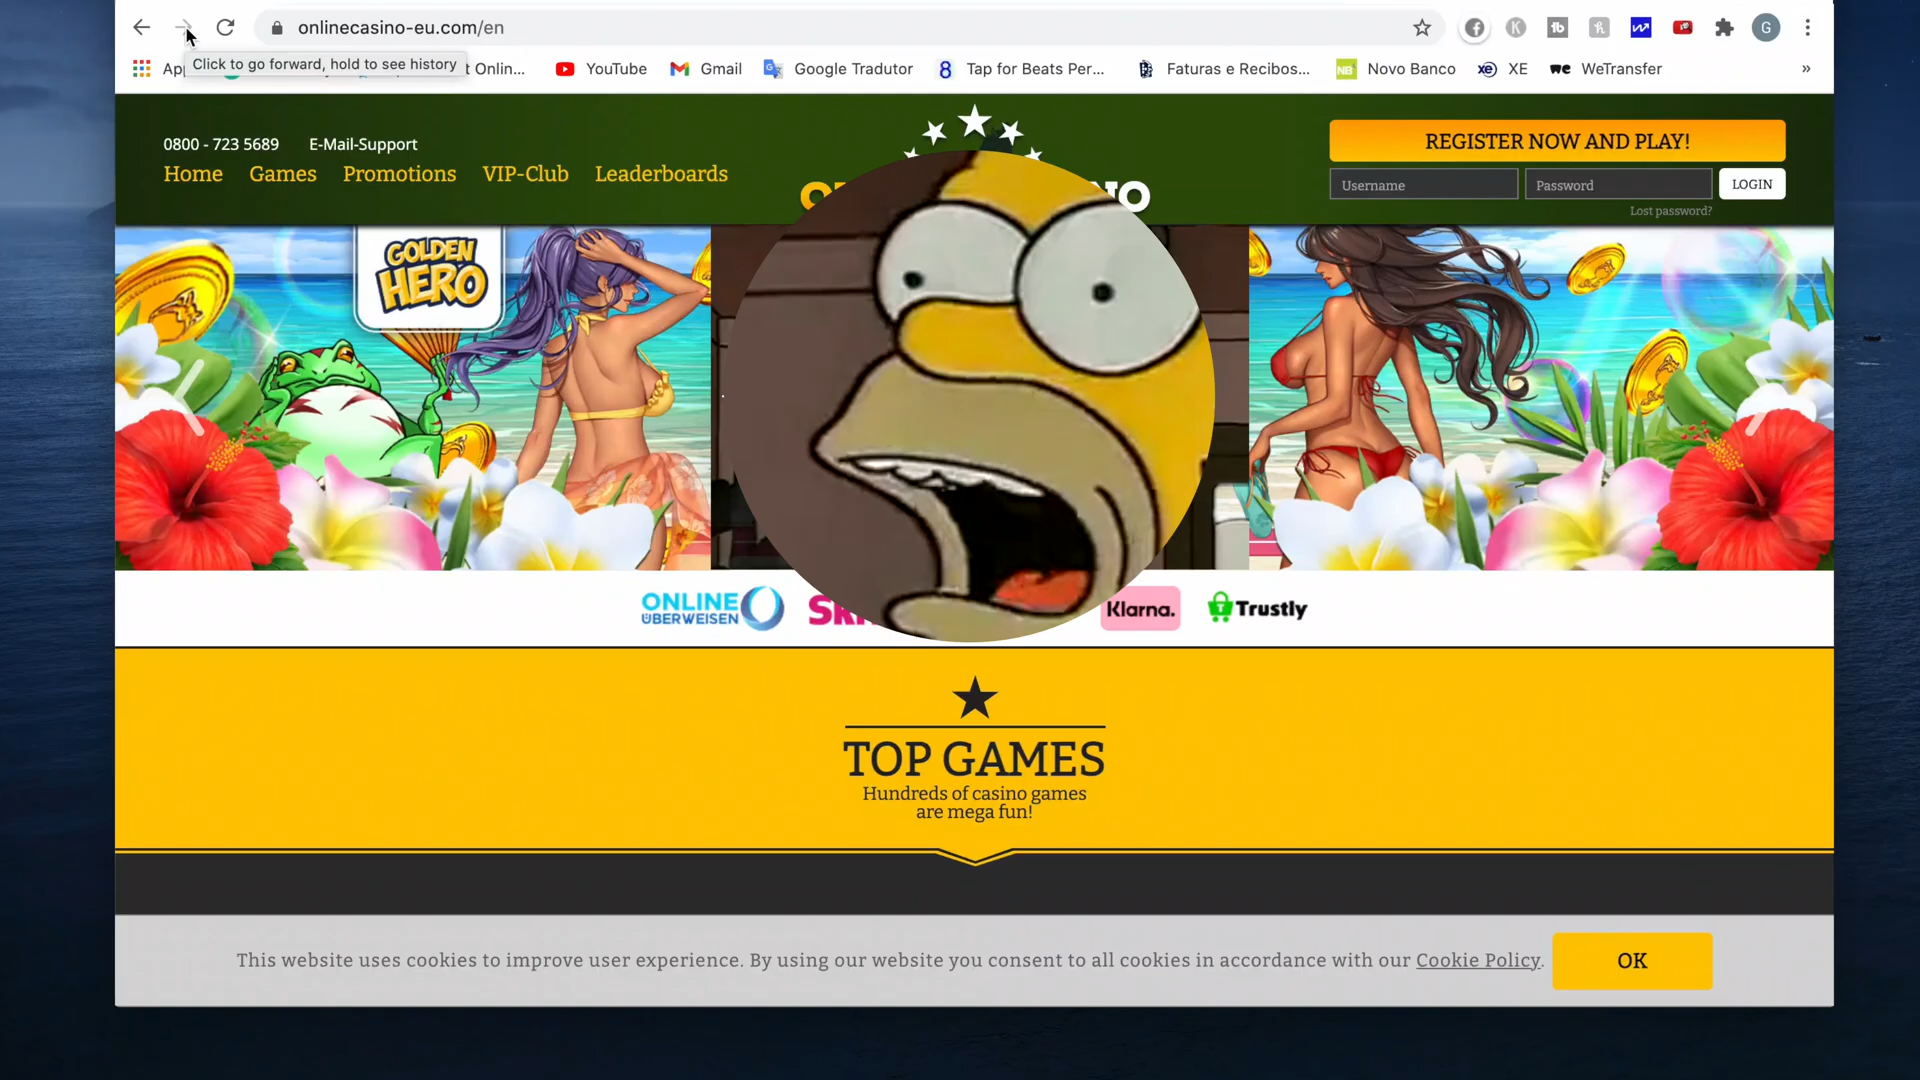 onlinecasino-eu.com/en
Click to go forward, hold to see history
t Onlin...
YouTube
Gmail
Google Tradutor
8 Tap for Beats Per...
Faturas e Recibos...
NB Novo Banco
xe XE
we WeTransfer
»
G
0800 - 723 5689 E-Mail-Support
Home Games Promotions VIP-Club Leaderboards
REGISTER NOW AND PLAY!
Username Password LOGIN
Lost password?
GOLDEN
HERO
ONLINE
ÜBERWEISEN
Klarna.
Trustly
TOP GAMES
Hundreds of casino games
are mega fun!
This website uses cookies to improve user experience. By using our website you consent to all cookies in accordance with our Cookie Policy.
OK